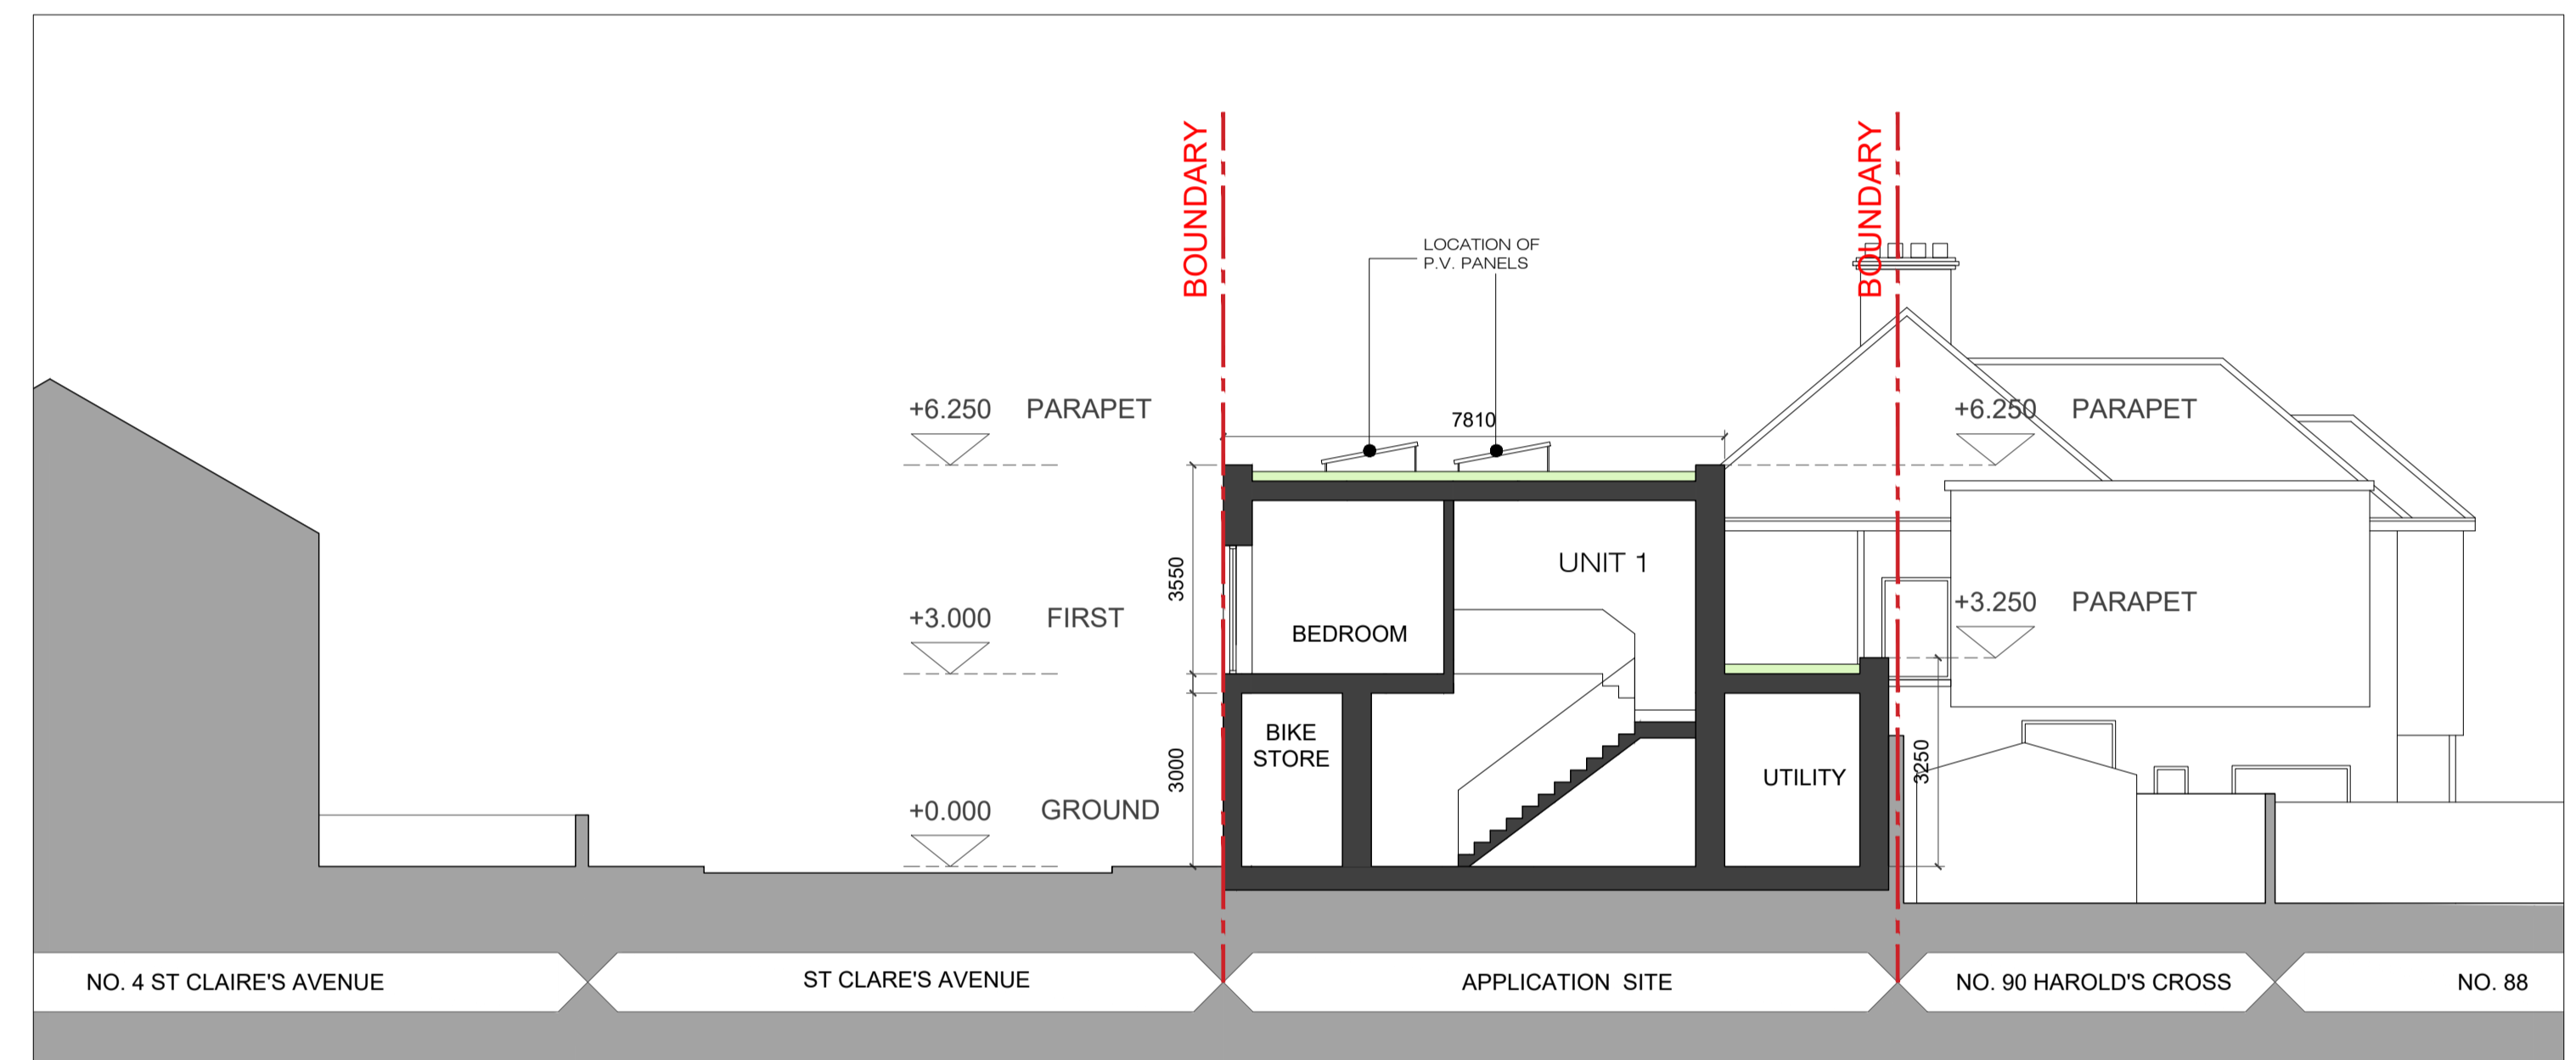 BOUNDARY
BOUNDARY
LOCATION OF
P.V. PANELS
+6.250 PARAPET
7810
+6.250 PARAPET
3550
UNIT 1
+3.000 FIRST
BEDROOM
+3.250 PARAPET
BIKE
STORE
3000
UTILITY
3250
+0.000 GROUND
NO. 4 ST CLAIRE'S AVENUE
ST CLARE'S AVENUE
APPLICATION SITE
NO. 90 HAROLD'S CROSS
NO. 88